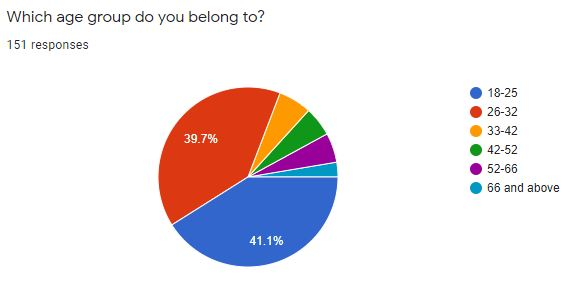 Which age group do you belong to?
151 responses
39.7%
41.1%
18-25
26-32
33-42
42-52
52-66
66 and above